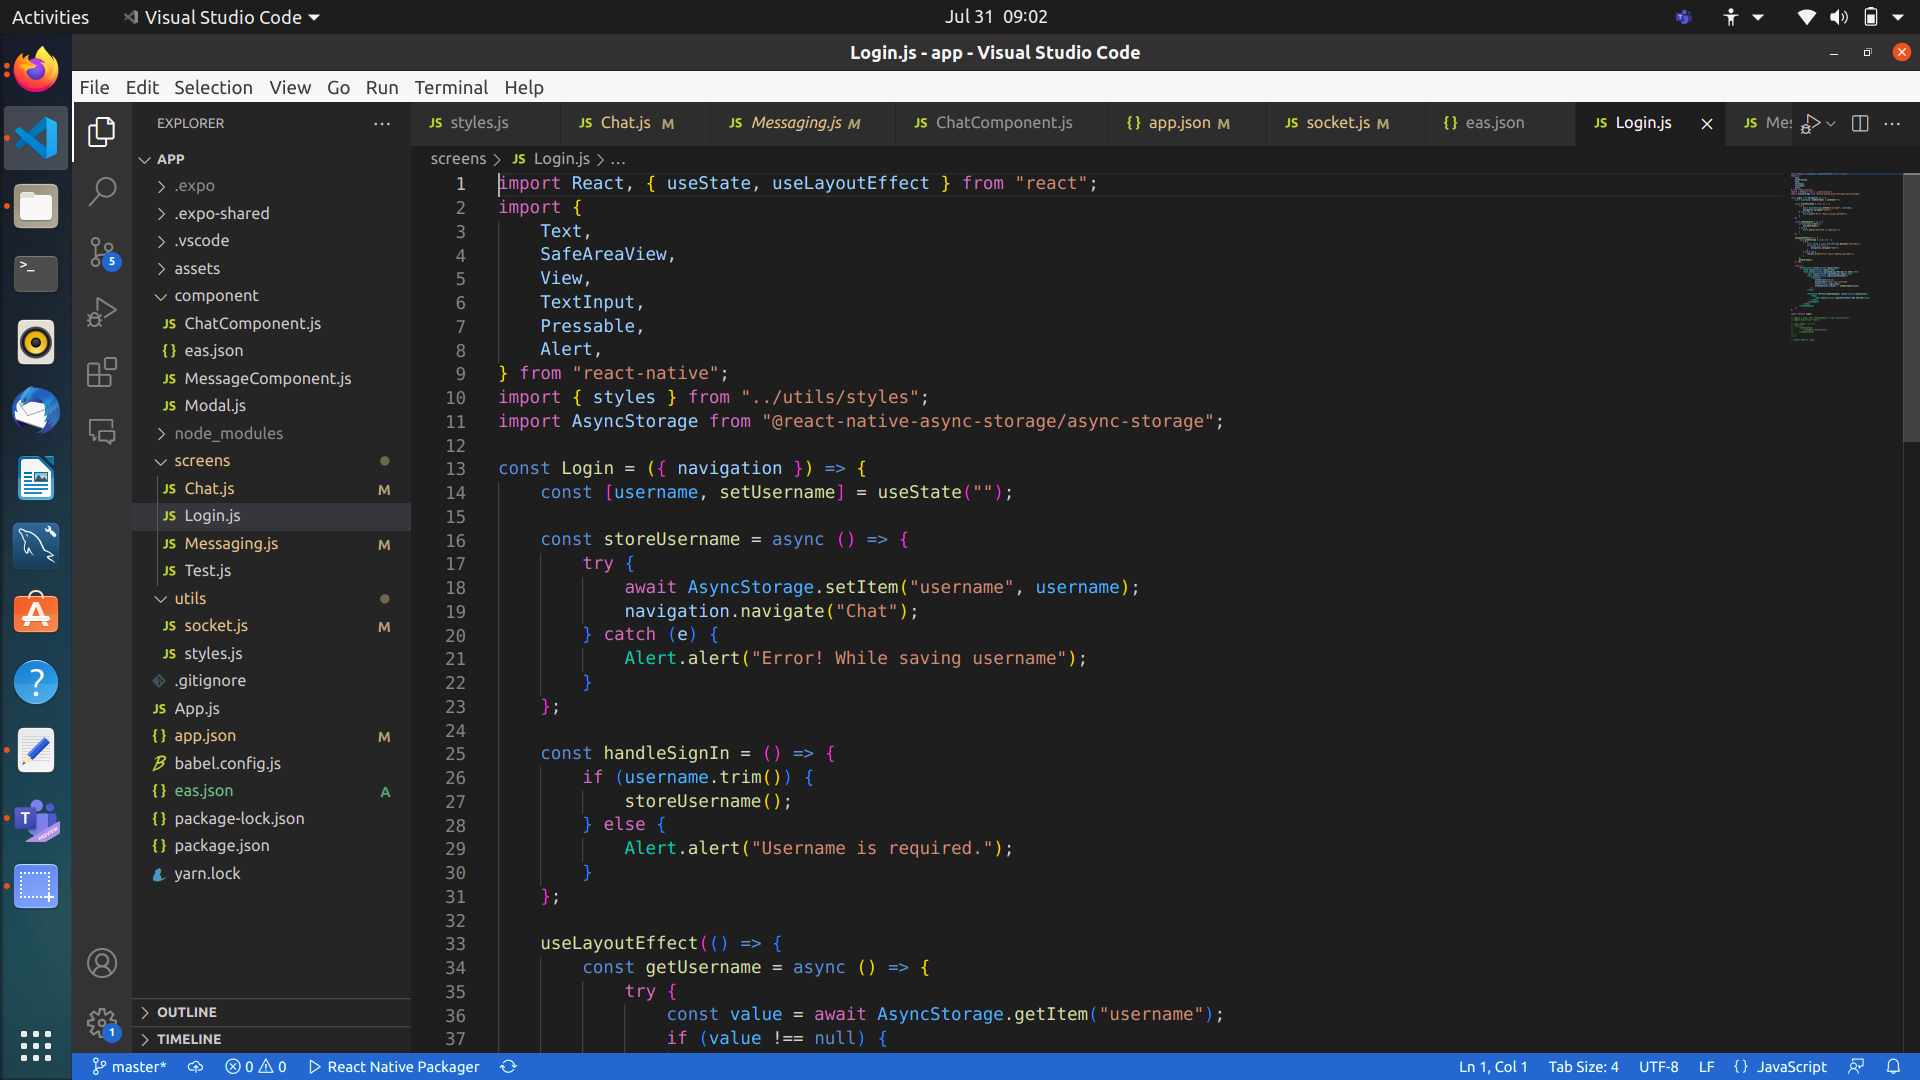 Activities
Visual Studio Code
Jul 31 09:02
Login.js - app - Visual Studio Code
File Edit Selection View Go Run Terminal Help
EXPLORER
APP
.expo
.expo-shared
.vscode
assets
component
JS ChatComponent.js
{} eas.json
JS MessageComponent.js
JS Modal.js
node_modules
screens
JS Chat.js M
JS Login.js
JS Messaging.js M
JS Test.js
utils
JS socket.js M
JS styles.js
.gitignore
JS App.js
{} app.json M
babel.config.js
{} eas.json A
{} package-lock.json
{} package.json
yarn.lock
OUTLINE
TIMELINE
5
1
JS styles.js
JS Chat.js M
JS Messaging.js M
JS ChatComponent.js
{} app.json M
JS socket.js M
{} eas.json
JS Login.js
JS Mes
screens > JS Login.js > ...
1 import React, { useState, useLayoutEffect } from "react";
2 import {
3 Text,
4 SafeAreaView,
5 View,
6 TextInput,
7 Pressable,
8 Alert,
9 } from "react-native";
10 import { styles } from "../utils/styles";
11 import AsyncStorage from "@react-native-async-storage/async-storage";
12
13 const Login = ({ navigation }) => {
14 const [username, setUsername] = useState("");
15
16 const storeUsername = async () => {
17 try {
18 await AsyncStorage.setItem("username", username);
19 navigation.navigate("Chat");
20 } catch (e) {
21 Alert.alert("Error! While saving username");
22 }
23 };
24
25 const handleSignIn = () => {
26 if (username.trim()) {
27 storeUsername();
28 } else {
29 Alert.alert("Username is required.");
30 }
31 };
32
33 useLayoutEffect(() => {
34 const getUsername = async () => {
35 try {
36 const value = await AsyncStorage.getItem("username");
37 if (value !== null) {
master*
0 0
React Native Packager
Ln 1, Col 1
Tab Size: 4
UTF-8
LF
{} JavaScript